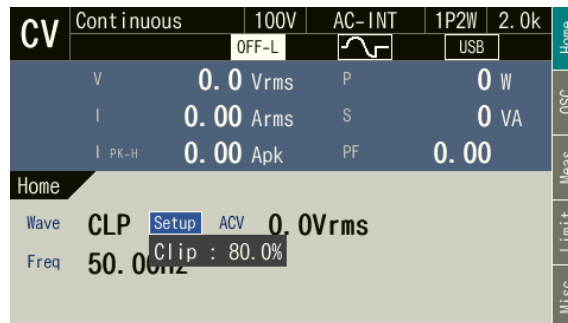 CV Continuous 100V AC-INT 1P2W 2.0k
OFF-L USB
V 0.0 Vrms P 0 W
I 0.00 Arms S 0 VA
I PK-H 0.00 Apk PF 0.00
Home
Wave CLP Setup ACV 0.0Vrms
Clip : 80.0%
Freq 50.00Hz
Home
OSC
Meas
Limit
Misc